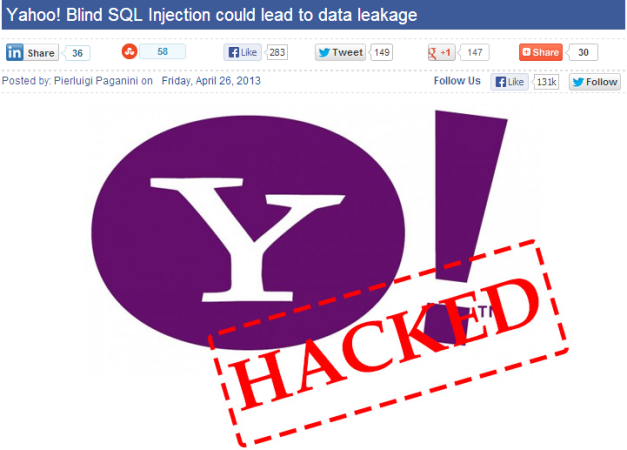 Yahoo! Blind SQL Injection could lead to data leakage
in Share 36 58 f Like 283 Tweet 149 g +1 147 Share 30
Posted by: Pierluigi Paganini on Friday, April 26, 2013 Follow Us f Like 131k Follow
Y!
TM
HACKED